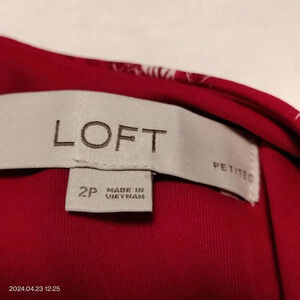 LOFT
PETITES
2P
MADE IN
VIETNAM
2024.04.23 12:25